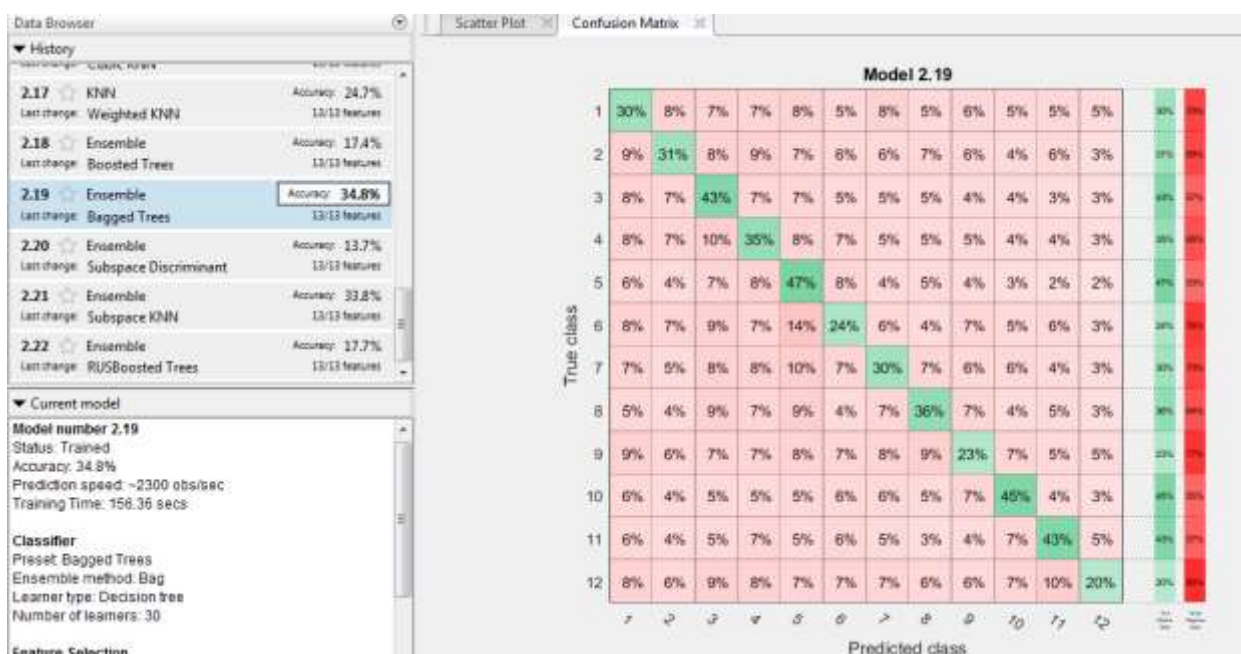 Data Browser
History
2.17 KNN Accuracy: 24.7%
Last change: Weighted KNN 13/13 features
2.18 Ensemble Accuracy: 17.4%
Last change: Boosted Trees 13/13 features
2.19 Ensemble Accuracy: 34.8%
Last change: Bagged Trees 13/13 features
2.20 Ensemble Accuracy: 13.7%
Last change: Subspace Discriminant 13/13 features
2.21 Ensemble Accuracy: 33.8%
Last change: Subspace KNN 13/13 features
2.22 Ensemble Accuracy: 17.7%
Last change: RUSBoosted Trees 13/13 features
Current model
Model number 2.19
Status: Trained
Accuracy: 34.8%
Prediction speed: ~2300 obs/sec
Training Time: 156.36 secs
Classifier
Preset: Bagged Trees
Ensemble method: Bag
Learner type: Decision tree
Number of learners: 30
Feature Selection
Scatter Plot Confusion Matrix
Model 2.19
True class
1 30% 8% 7% 7% 8% 5% 8% 5% 6% 5% 5% 5%
2 9% 31% 8% 9% 7% 6% 6% 7% 6% 4% 6% 3%
3 8% 7% 43% 7% 7% 5% 5% 5% 4% 4% 3% 3%
4 8% 7% 10% 35% 8% 7% 5% 5% 5% 4% 4% 3%
5 6% 4% 7% 8% 47% 8% 4% 5% 4% 3% 2% 2%
6 8% 7% 9% 7% 14% 24% 6% 4% 7% 5% 6% 3%
7 7% 5% 8% 8% 10% 7% 30% 7% 6% 6% 4% 3%
8 5% 4% 9% 7% 9% 4% 7% 36% 7% 4% 5% 3%
9 9% 6% 7% 7% 8% 7% 8% 9% 23% 7% 5% 5%
10 6% 4% 5% 5% 5% 6% 6% 5% 7% 45% 4% 3%
11 6% 4% 5% 7% 5% 6% 5% 3% 4% 7% 43% 5%
12 8% 6% 9% 8% 7% 7% 7% 6% 6% 7% 10% 20%
1 2 3 4 5 6 7 8 9 10 11 12
Predicted class